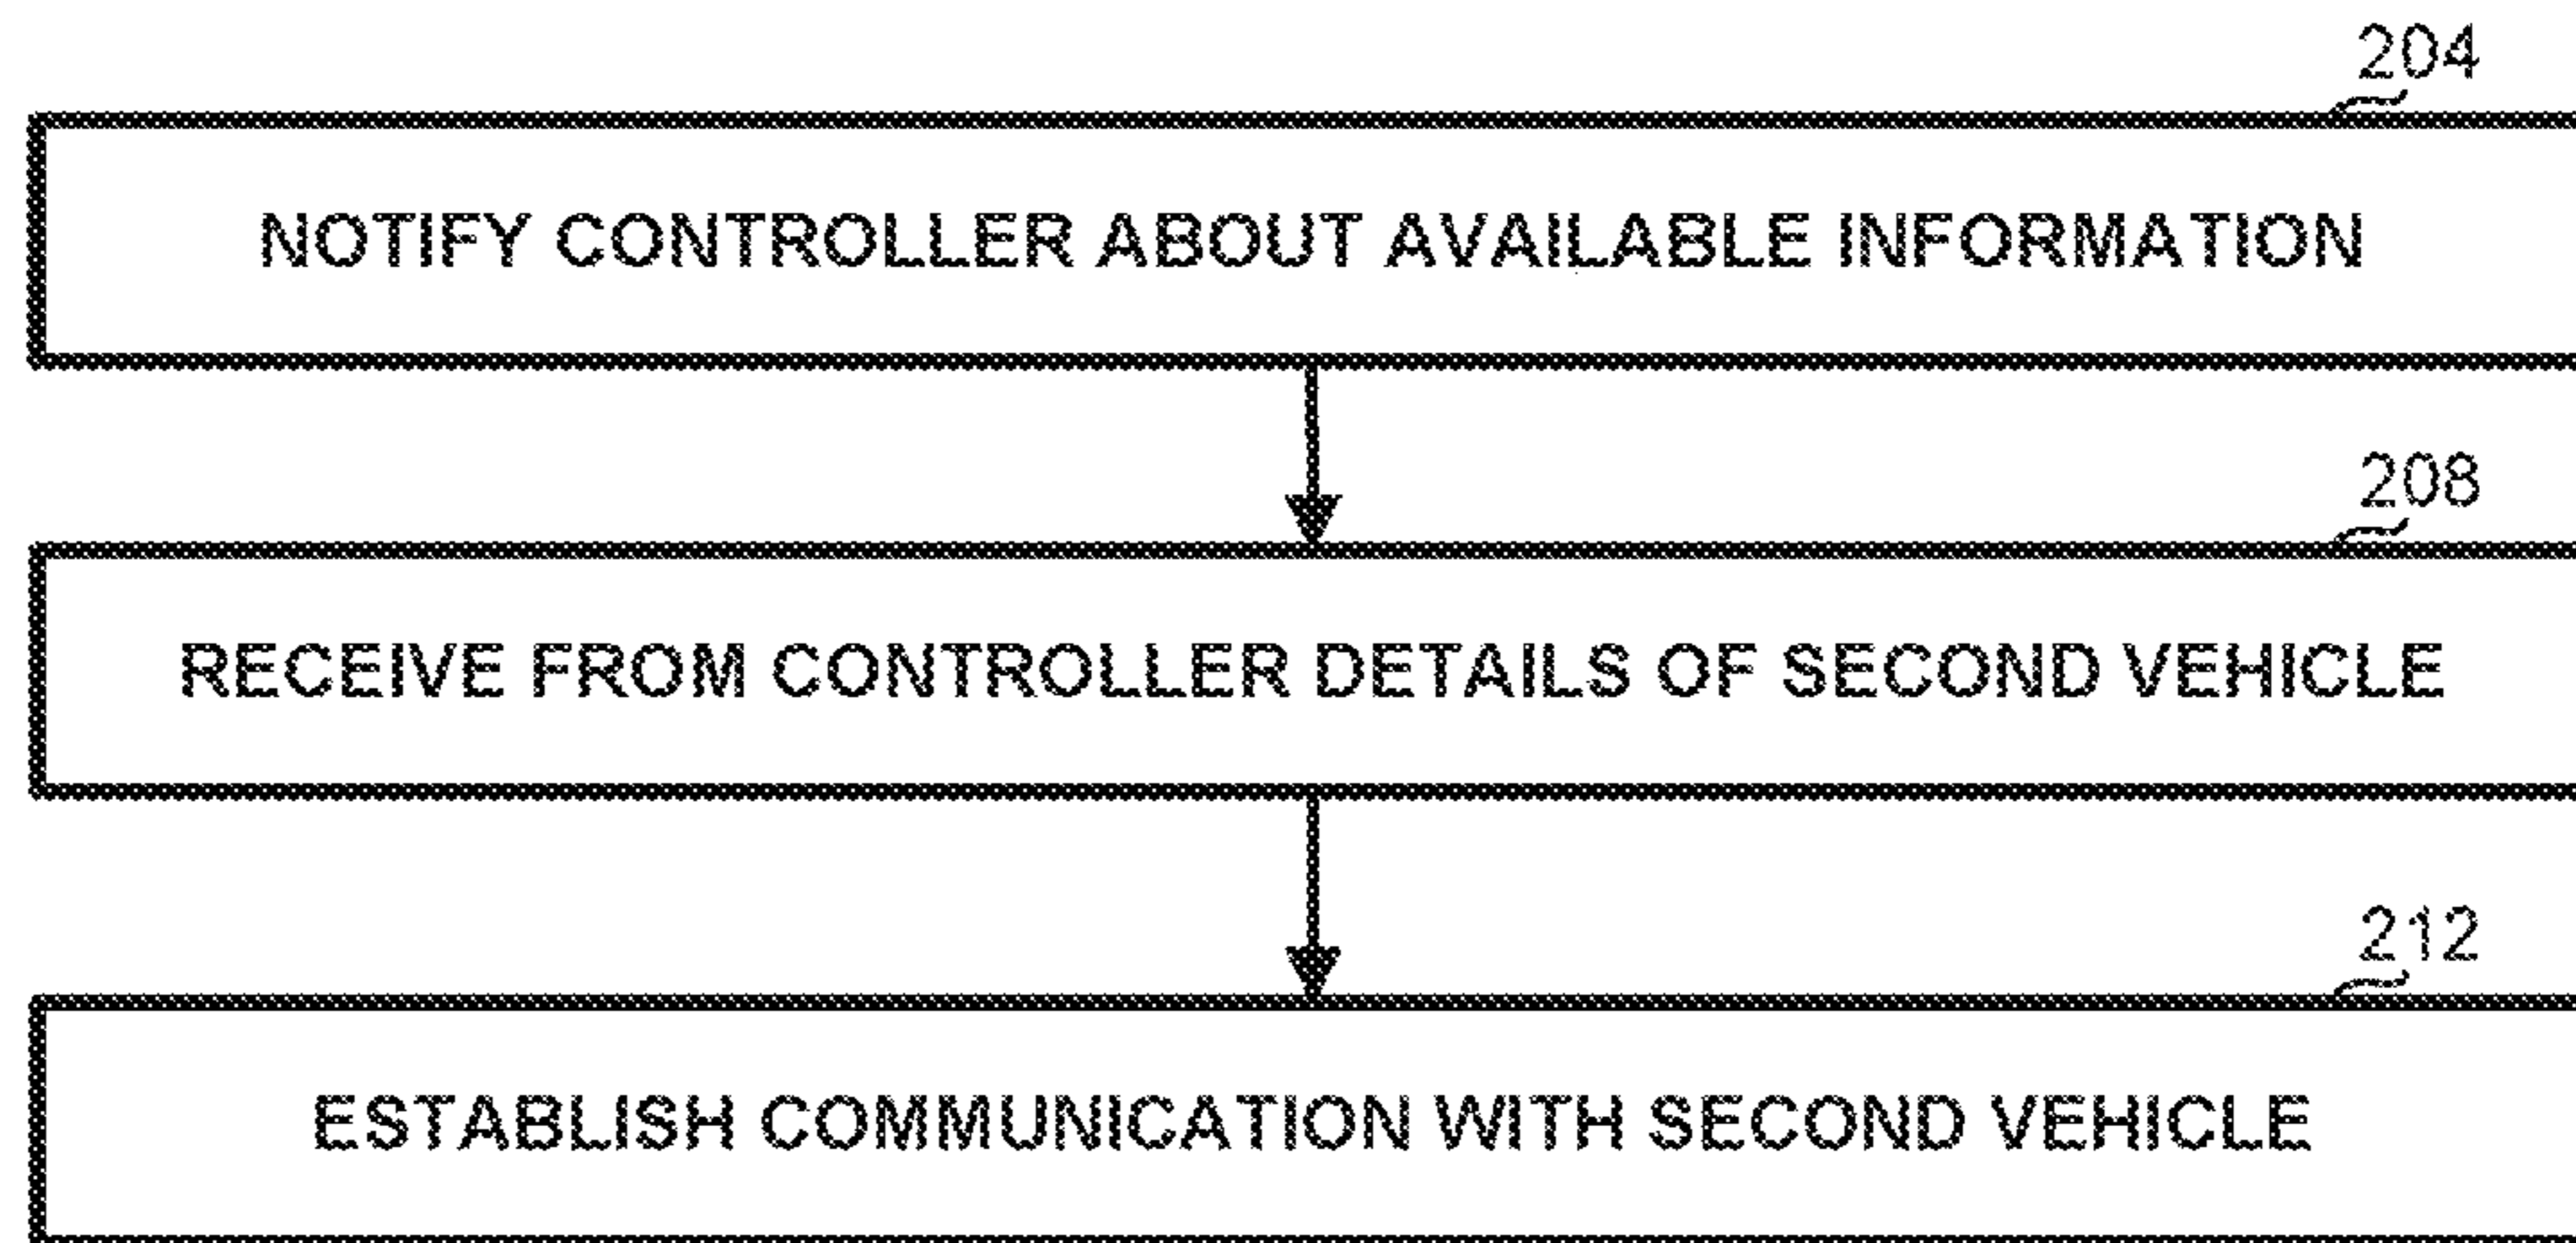 204
NOTIFY CONTROLLER ABOUT AVAILABLE INFORMATION
208
RECEIVE FROM CONTROLLER DETAILS OF SECOND VEHICLE
212
ESTABLISH COMMUNICATION WITH SECOND VEHICLE